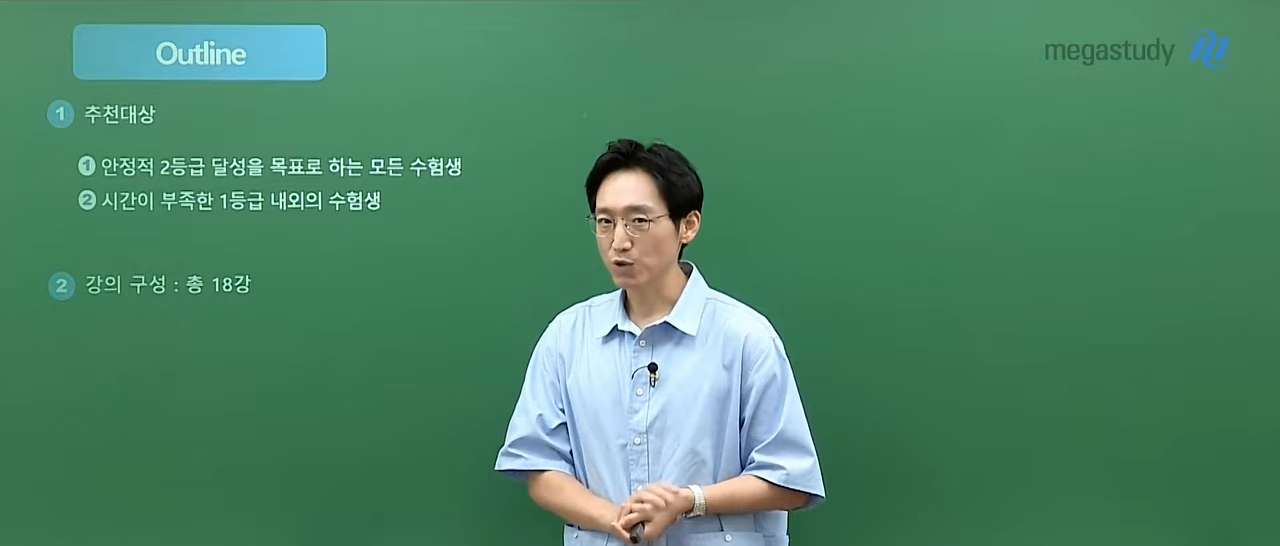 Outline
megastudy
1 추천대상
1 안정적 2등급 달성을 목표로 하는 모든 수험생
2 시간이 부족한 1등급 내외의 수험생
2 강의 구성 : 총 18강